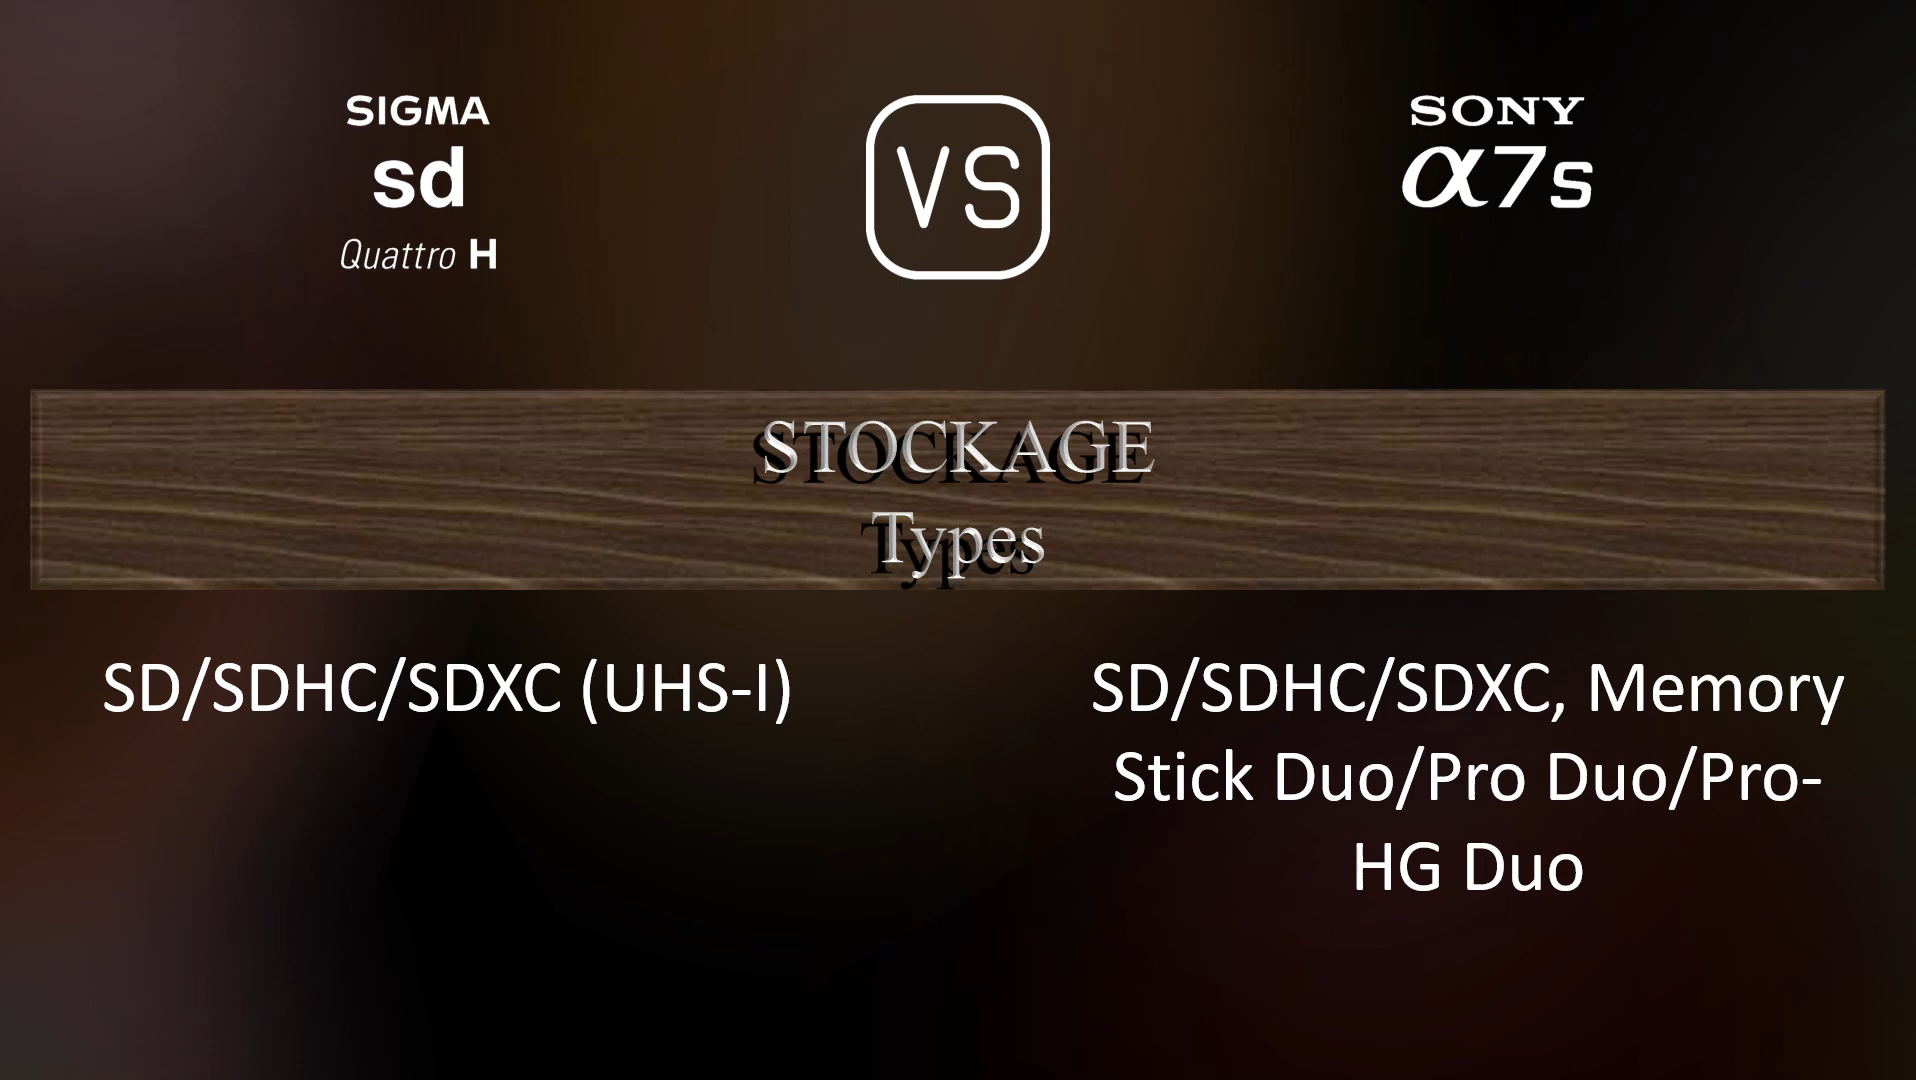 SIGMA
sd
Quattro H
VS
SONY
α7s
STOCKAGE
Types
SD/SDHC/SDXC (UHS-I)
SD/SDHC/SDXC, Memory
Stick Duo/Pro Duo/Pro-
HG Duo